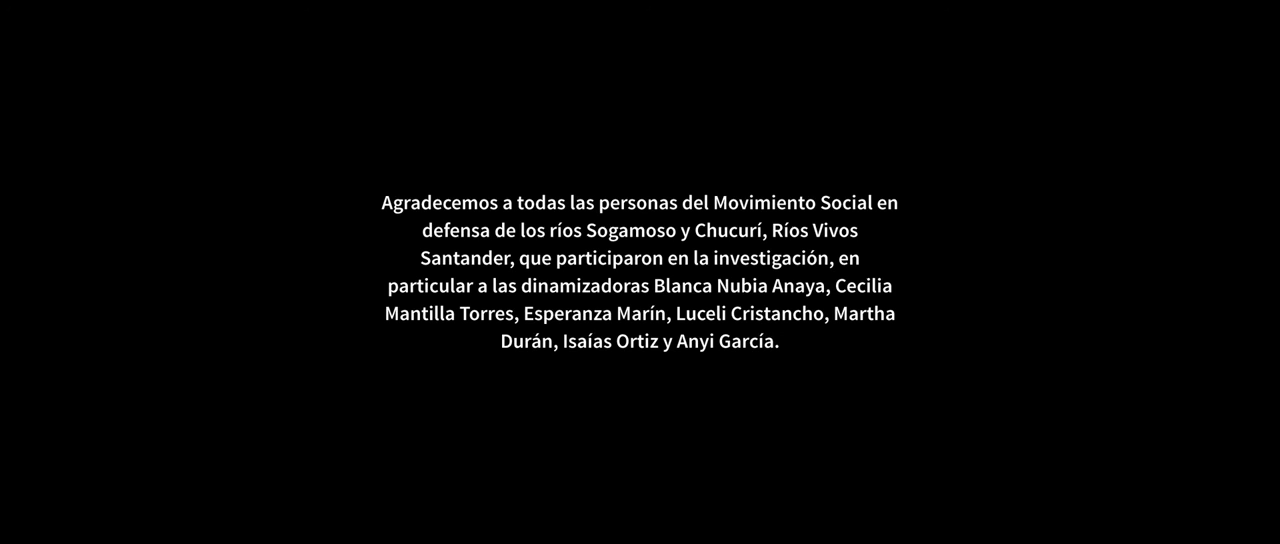 Agradecemos a todas las personas del Movimiento Social en
defensa de los ríos Sogamoso y Chucurí, Ríos Vivos
Santander, que participaron en la investigación, en
particular a las dinamizadoras Blanca Nubia Anaya, Cecilia
Mantilla Torres, Esperanza Marín, Luceli Cristancho, Martha
Durán, Isaías Ortiz y Anyi García.